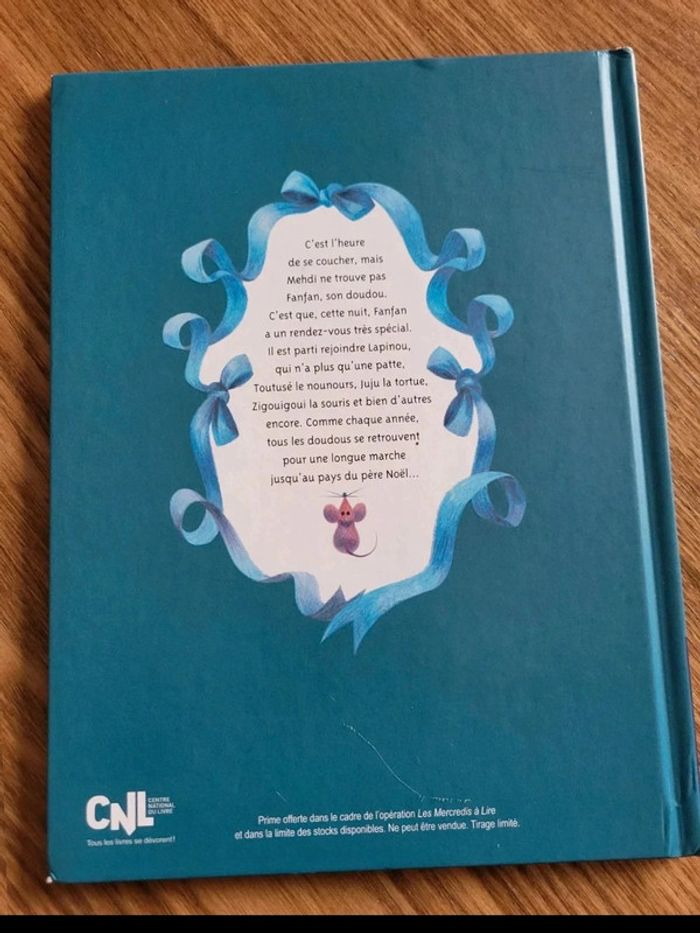 C'est l'heure
de se coucher, mais
Mehdi ne trouve pas
Fanfan, son doudou.
C'est que, cette nuit, Fanfan
a un rendez-vous très spécial.
Il est parti rejoindre Lapinou,
qui n'a plus qu'une patte,
Toutusé le nounours, Juju la tortue,
Zigouigoui la souris et bien d'autres
encore. Comme chaque année,
tous les doudous se retrouvent
pour une longue marche
jusqu'au pays du père Noël...
CNL CENTRE
NATIONAL
DU LIVRE
Tous les livres se dévorent!
Prime offerte dans le cadre de l'opération Les Mercredis à Lire
et dans la limite des stocks disponibles. Ne peut être vendue. Tirage limité.